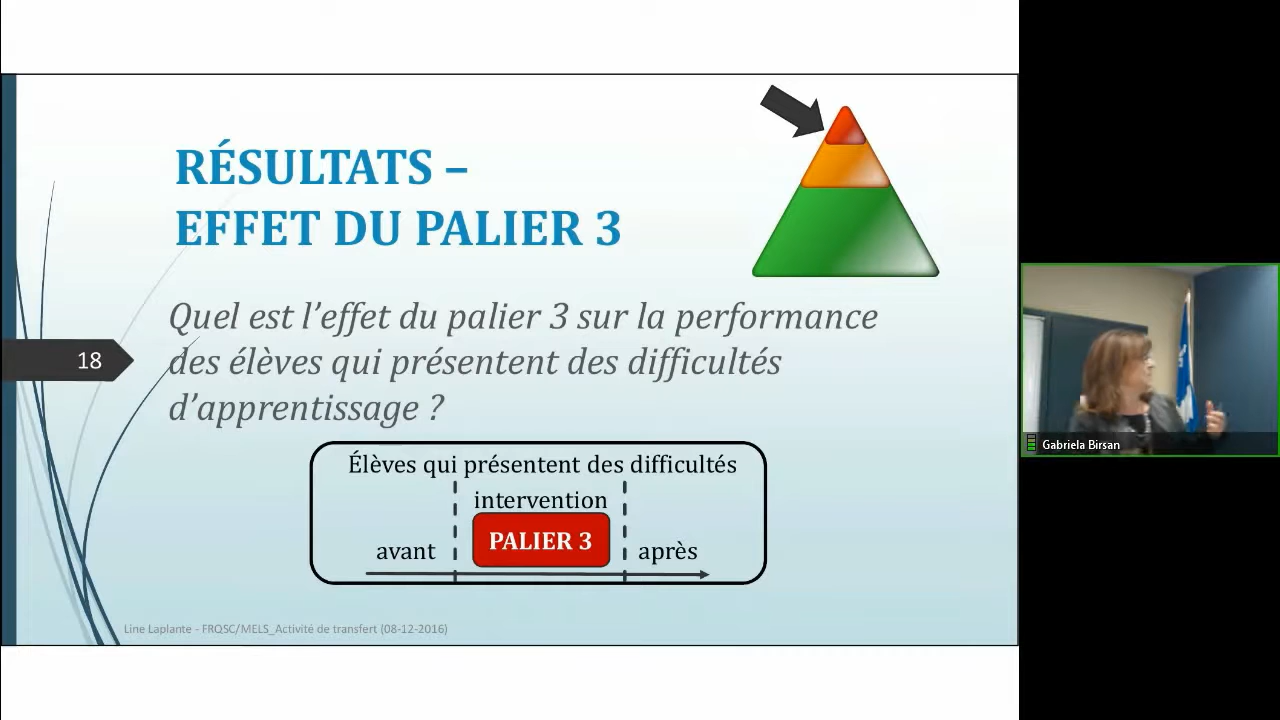 RÉSULTATS –
EFFET DU PALIER 3
Quel est l’effet du palier 3 sur la performance
des élèves qui présentent des difficultés
d’apprentissage ?
18
Élèves qui présentent des difficultés
intervention
avant
PALIER 3
après
Line Laplante - FRQSC/MELS_Activité de transfert (08-12-2016)
Gabriela Birsan